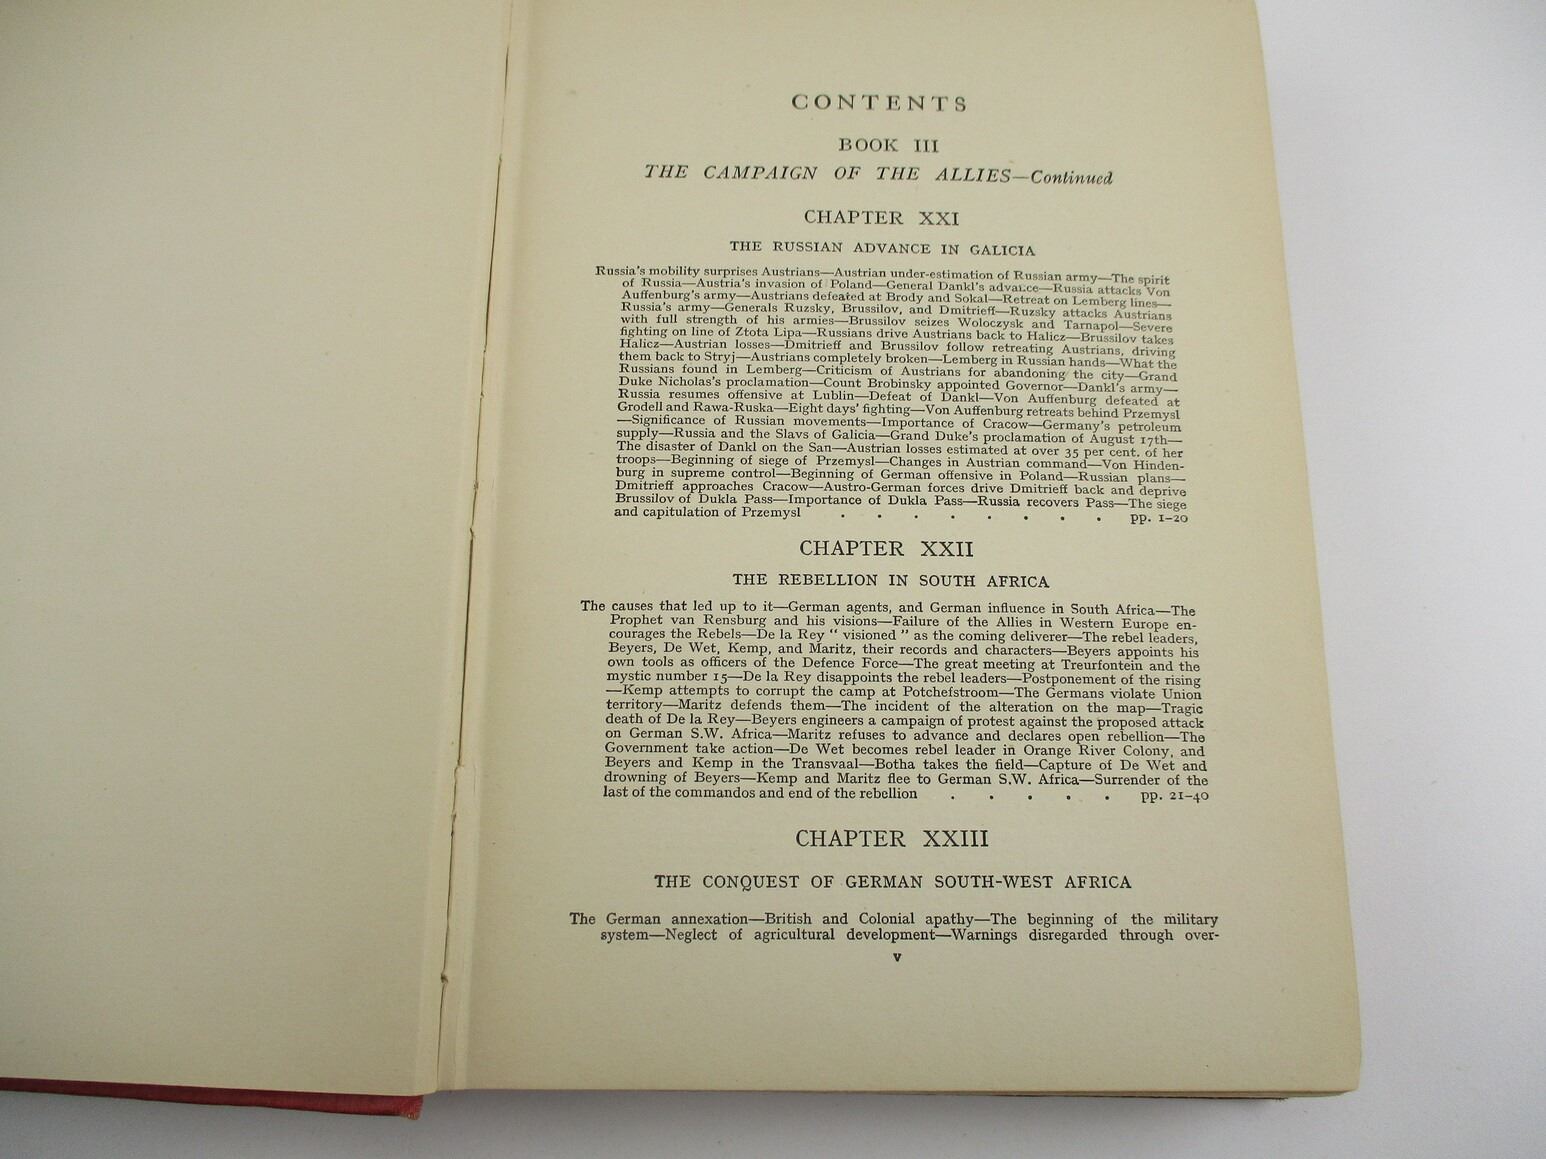 CONTENTS
BOOK III
THE CAMPAIGN OF THE ALLIES—Continued
CHAPTER XXI
THE RUSSIAN ADVANCE IN GALICIA
Russia's mobility surprises Austrians—Austrian under-estimation of Russian army—The spirit
of Russia—Austria's invasion of Poland—General Dankl's advance—Russia attacks Von
Auffenburg's army—Austrians defeated at Brody and Sokal—Retreat on Lemberg lines—
Russia's army—Generals Ruzsky, Brussilov, and Dmitrieff—Ruzsky attacks Austrians
with full strength of his armies—Brussilov seizes Woloczysk and Tarnapol—Severe
fighting on line of Ztota Lipa—Russians drive Austrians back to Halicz—Brussilov takes
Halicz—Austrian losses—Dmitrieff and Brussilov follow retreating Austrians, driving
them back to Stryj—Austrians completely broken—Lemberg in Russian hands—What the
Russians found in Lemberg—Criticism of Austrians for abandoning the city—Grand
Duke Nicholas's proclamation—Count Brobinsky appointed Governor—Dankl's army—
Russia resumes offensive at Lublin—Defeat of Dankl—Von Auffenburg defeated at
Grodell and Rawa-Ruska—Eight days' fighting—Von Auffenburg retreats behind Przemysl
—Significance of Russian movements—Importance of Cracow—Germany's petroleum
supply—Russia and the Slavs of Galicia—Grand Duke's proclamation of August 17th—
The disaster of Dankl on the San—Austrian losses estimated at over 35 per cent. of her
troops—Beginning of siege of Przemysl—Changes in Austrian command—Von Hinden-
burg in supreme control—Beginning of German offensive in Poland—Russian plans—
Dmitrieff approaches Cracow—Austro-German forces drive Dmitrieff back and deprive
Brussilov of Dukla Pass—Importance of Dukla Pass—Russia recovers Pass—The siege
and capitulation of Przemysl . . . . . . . . pp. 1-20
CHAPTER XXII
THE REBELLION IN SOUTH AFRICA
The causes that led up to it—German agents, and German influence in South Africa—The
Prophet van Rensburg and his visions—Failure of the Allies in Western Europe en-
courages the Rebels—De la Rey " visioned " as the coming deliverer—The rebel leaders,
Beyers, De Wet, Kemp, and Maritz, their records and characters—Beyers appoints his
own tools as officers of the Defence Force—The great meeting at Treurfontein and the
mystic number 15—De la Rey disappoints the rebel leaders—Postponement of the rising
—Kemp attempts to corrupt the camp at Potchefstroom—The Germans violate Union
territory—Maritz defends them—The incident of the alteration on the map—Tragic
death of De la Rey—Beyers engineers a campaign of protest against the proposed attack
on German S.W. Africa—Maritz refuses to advance and declares open rebellion—The
Government take action—De Wet becomes rebel leader in Orange River Colony, and
Beyers and Kemp in the Transvaal—Botha takes the field—Capture of De Wet and
drowning of Beyers—Kemp and Maritz flee to German S.W. Africa—Surrender of the
last of the commandos and end of the rebellion . . . . . pp. 21-40
CHAPTER XXIII
THE CONQUEST OF GERMAN SOUTH-WEST AFRICA
The German annexation—British and Colonial apathy—The beginning of the military
system—Neglect of agricultural development—Warnings disregarded through over-
v